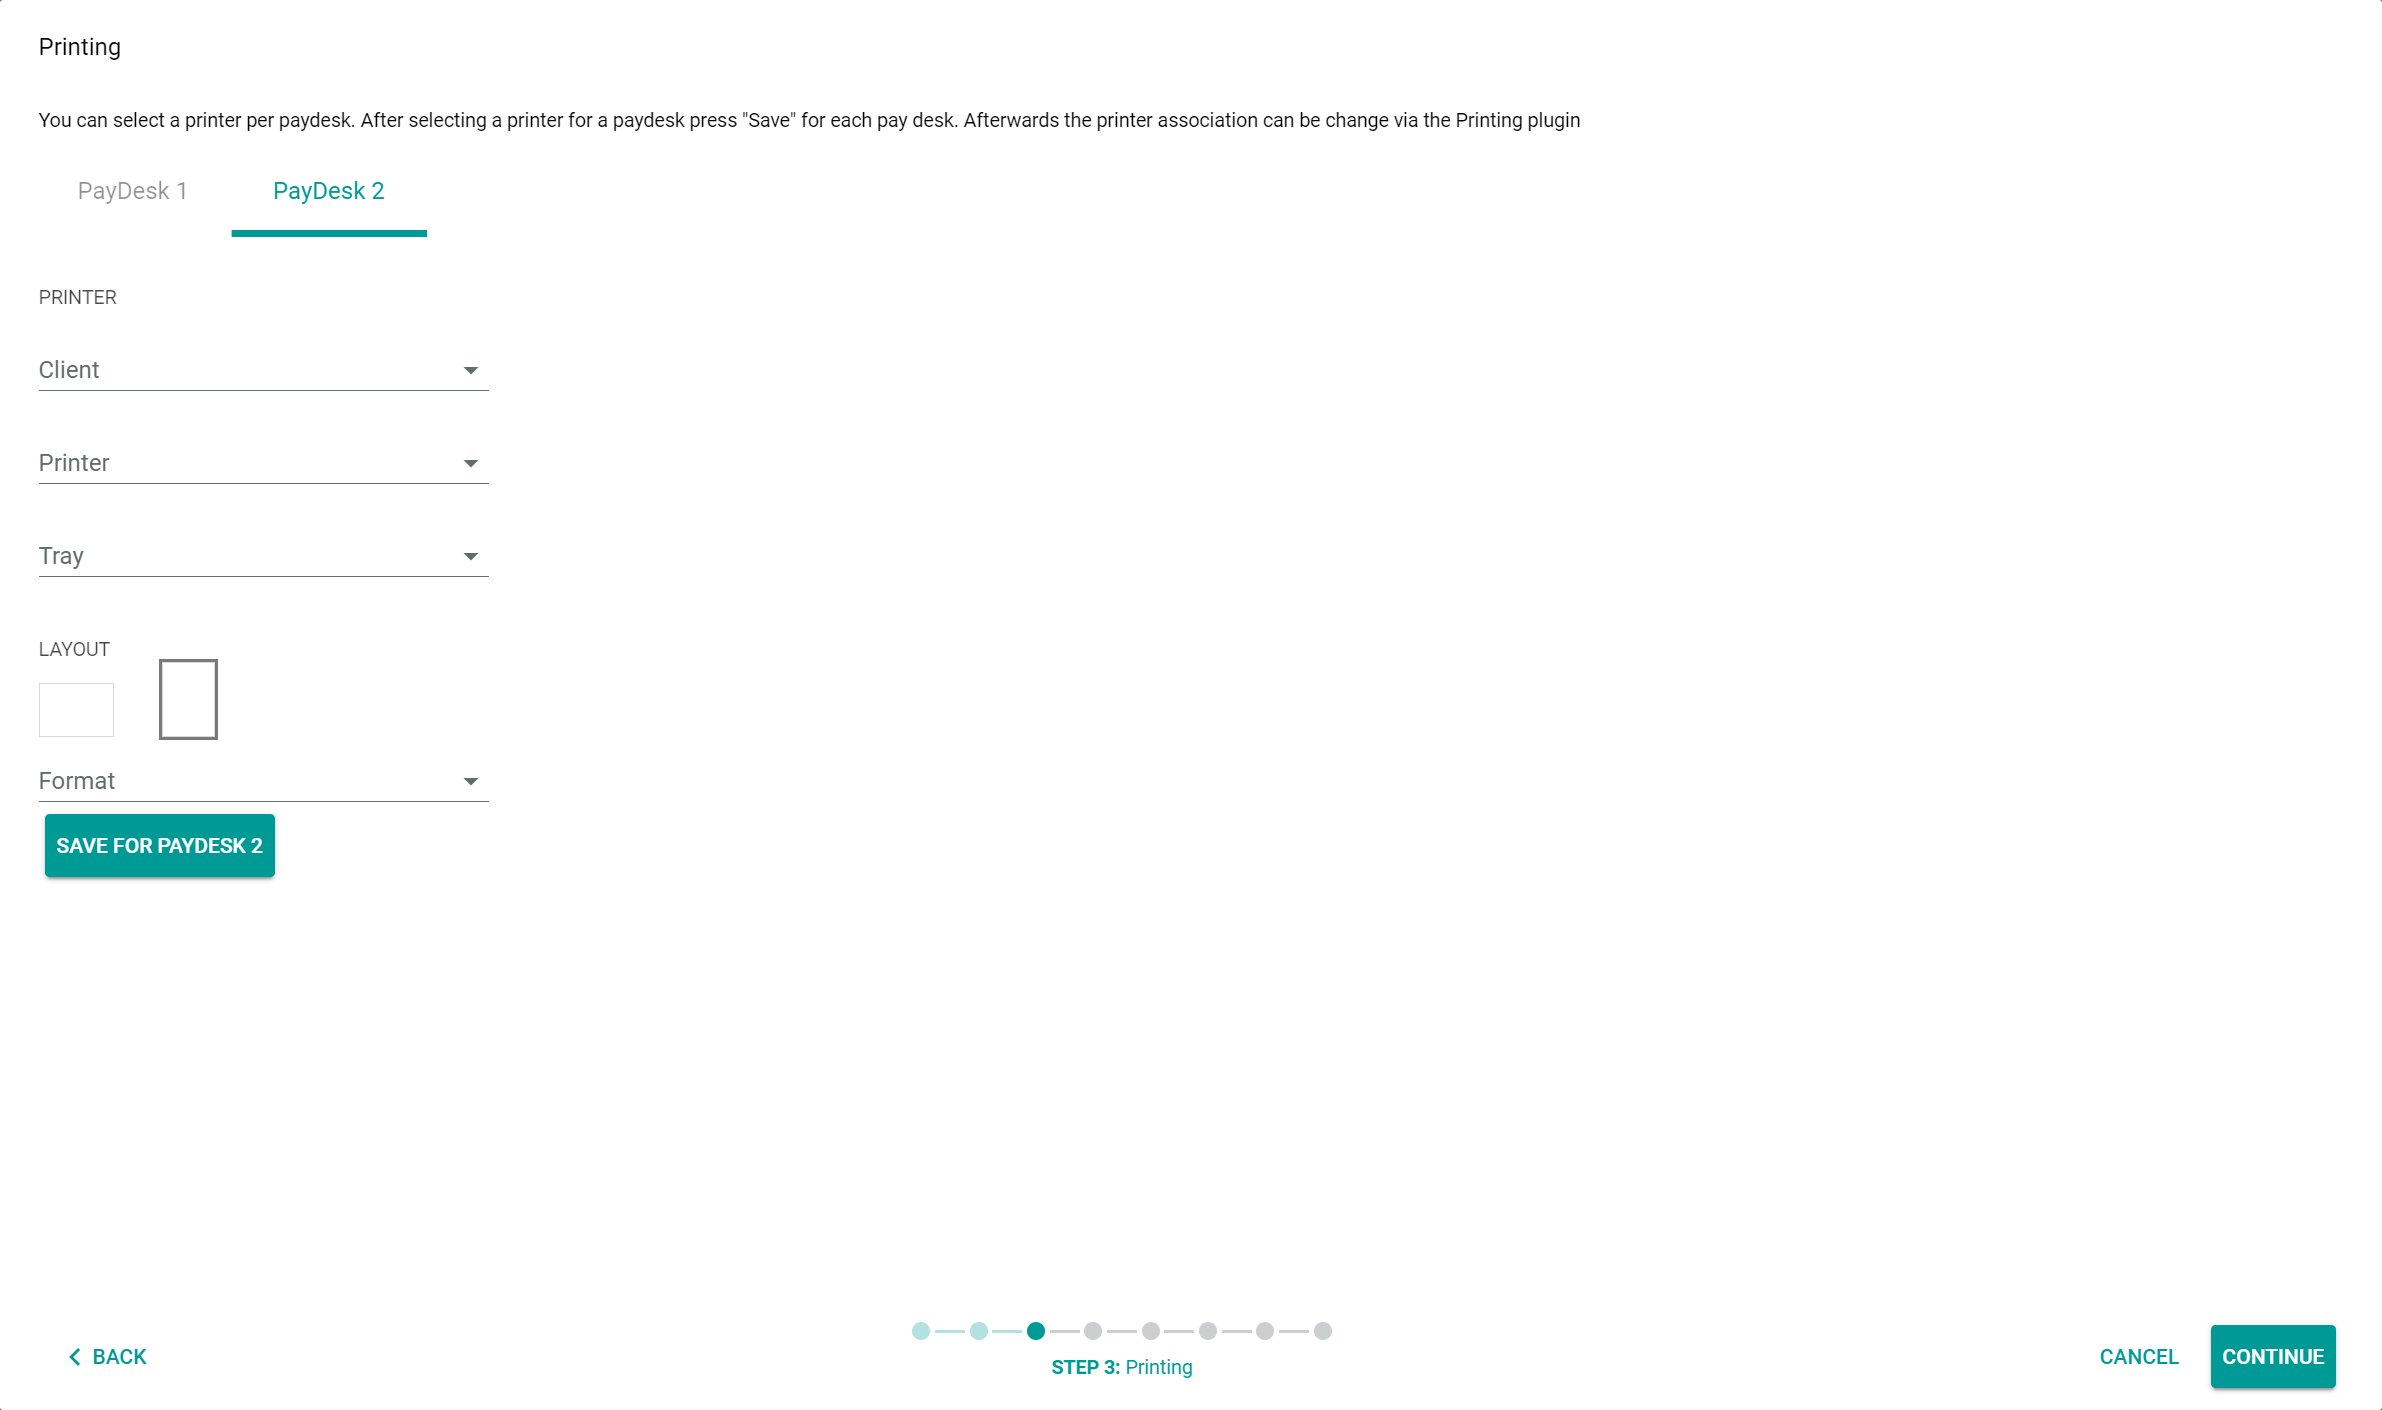 Printing
You can select a printer per paydesk. After selecting a printer for a paydesk press "Save" for each pay desk. Afterwards the printer association can be change via the Printing plugin
PayDesk 1 PayDesk 2
PRINTER
Client
Printer
Tray
LAYOUT
Format
SAVE FOR PAYDESK 2
BACK
STEP 3: Printing
CANCEL CONTINUE